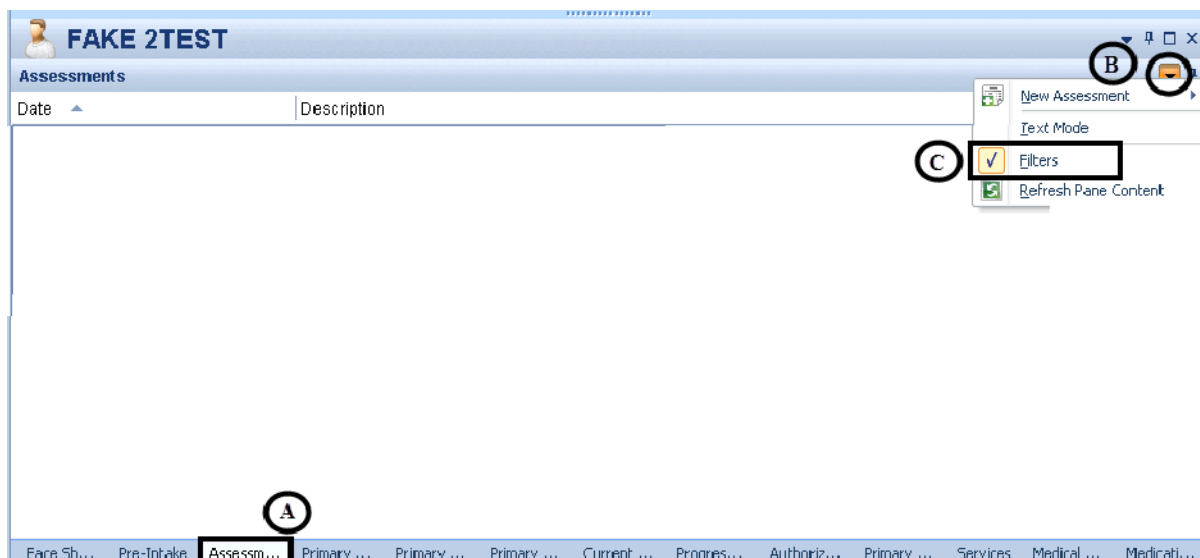 FAKE 2TEST
Assessments
B
Date Description
New Assessment
Text Mode
C
Filters
Refresh Pane Content
A
Face Sh... Pre-Intake Assessm... Primary ... Primary ... Primary ... Current ... Progres... Authoriz... Primary ... Services Medical ... Medicati...